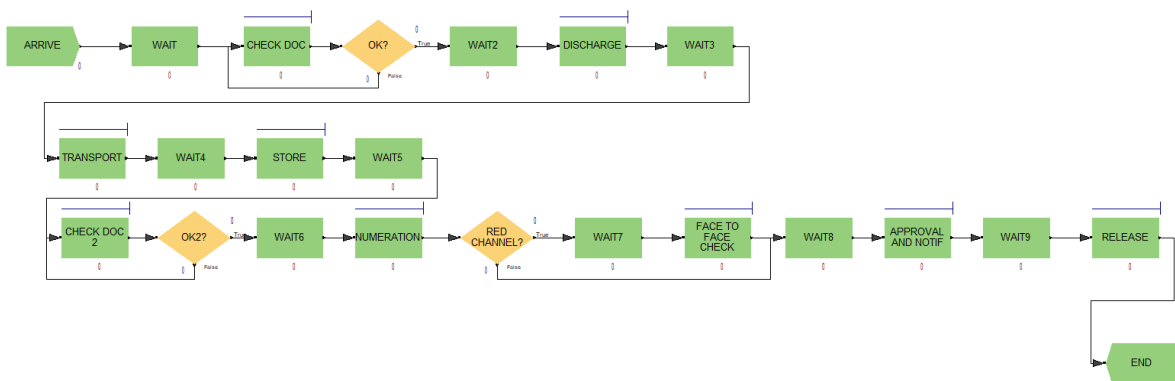 ARRIVE
WAIT
CHECK DOC
OK?
True
False
WAIT2
DISCHARGE
WAIT3
0
0
0
0
0
0
0
0
TRANSPORT
WAIT4
STORE
WAIT5
0
0
0
0
CHECK DOC
2
OK2?
True
False
WAIT6
NUMERATION
RED
CHANNEL?
True
False
WAIT7
FACE TO
FACE
CHECK
WAIT8
APPROVAL
AND NOTIF
WAIT9
RELEASE
0
0
0
0
0
0
0
0
0
0
0
0
0
END